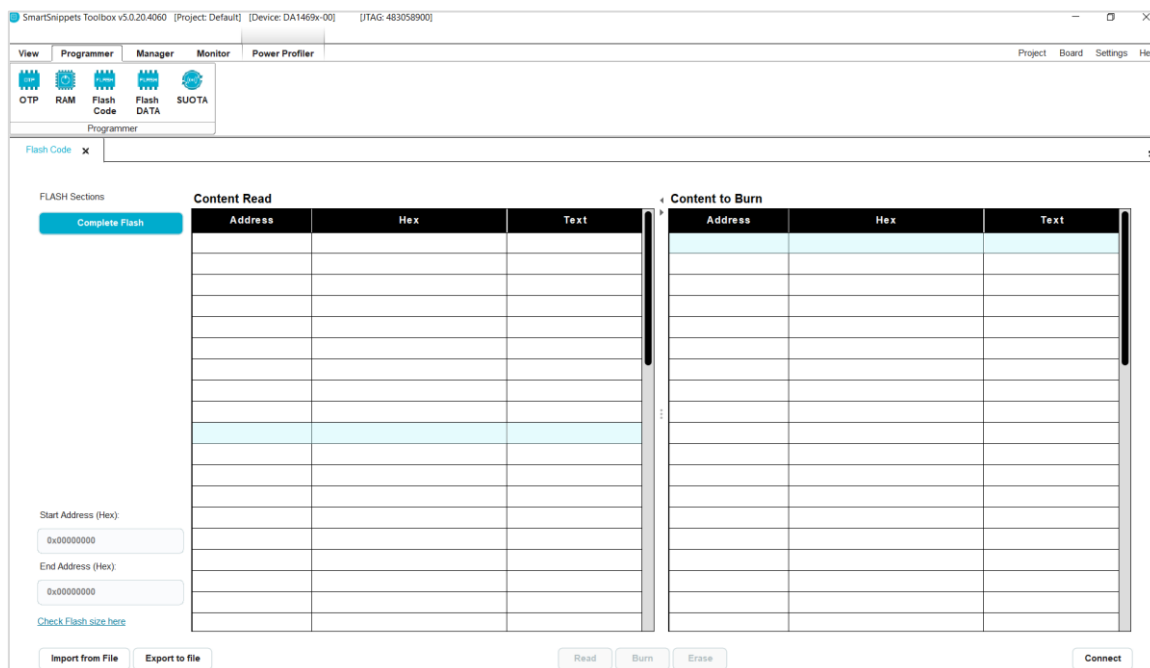 SmartSnippets Toolbox v5.0.20.4060 [Project: Default] [Device: DA1469x-00] [JTAG: 483058900]
View Programmer Manager Monitor Power Profiler Project Board Settings He
OTP RAM Flash Code Flash DATA SUOTA
Programmer
Flash Code
FLASH Sections
Complete Flash
Content Read
Address Hex Text
Content to Burn
Address Hex Text
Start Address (Hex):
0x00000000
End Address (Hex):
0x00000000
Check Flash size here
Import from File Export to file Read Burn Erase Connect